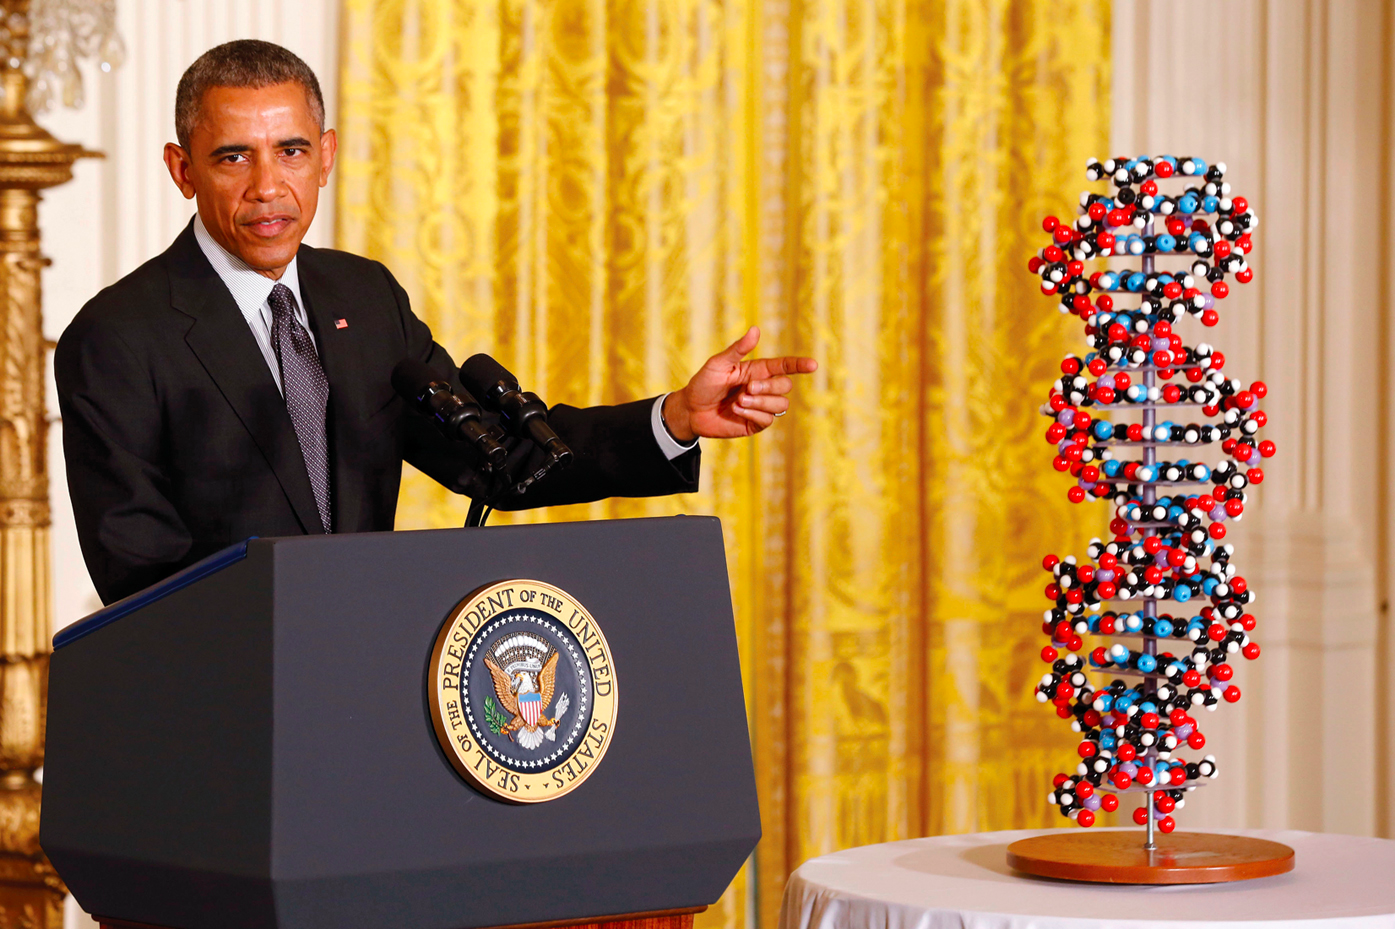 SEAL OF THE PRESIDENT OF THE UNITED STATES